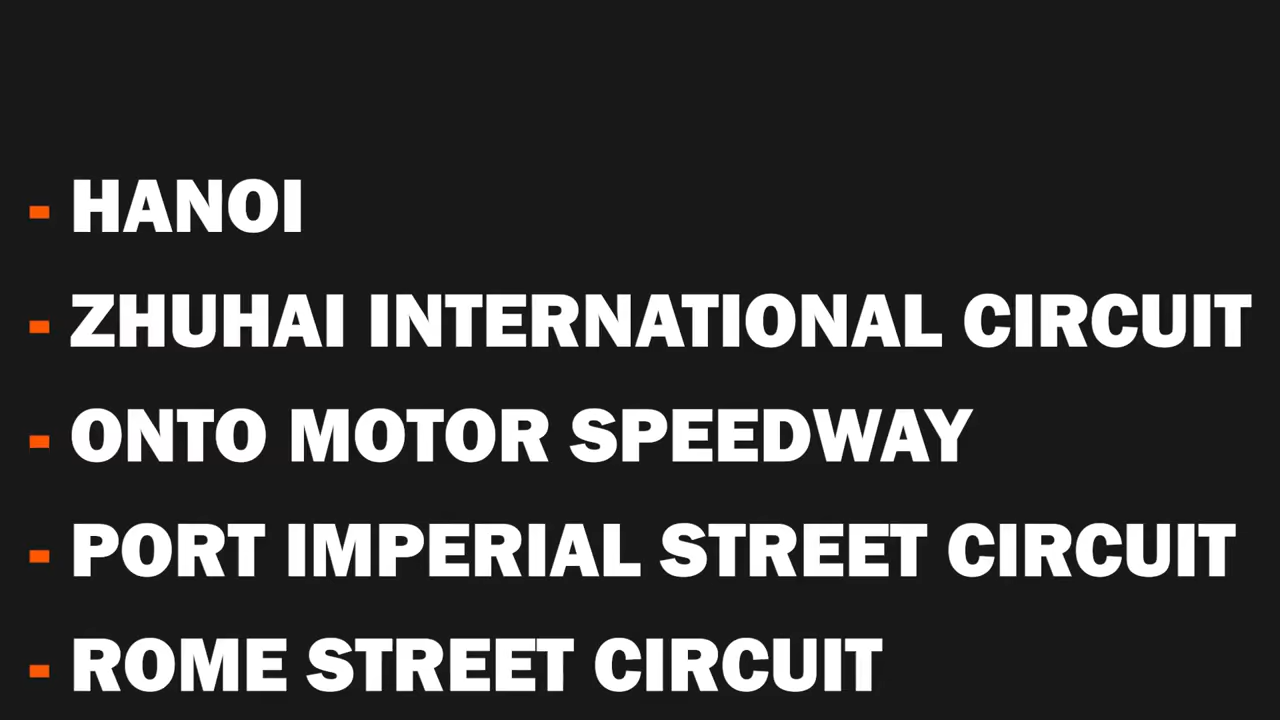 - HANOI
- ZHUHAI INTERNATIONAL CIRCUIT
- ONTO MOTOR SPEEDWAY
- PORT IMPERIAL STREET CIRCUIT
- ROME STREET CIRCUIT